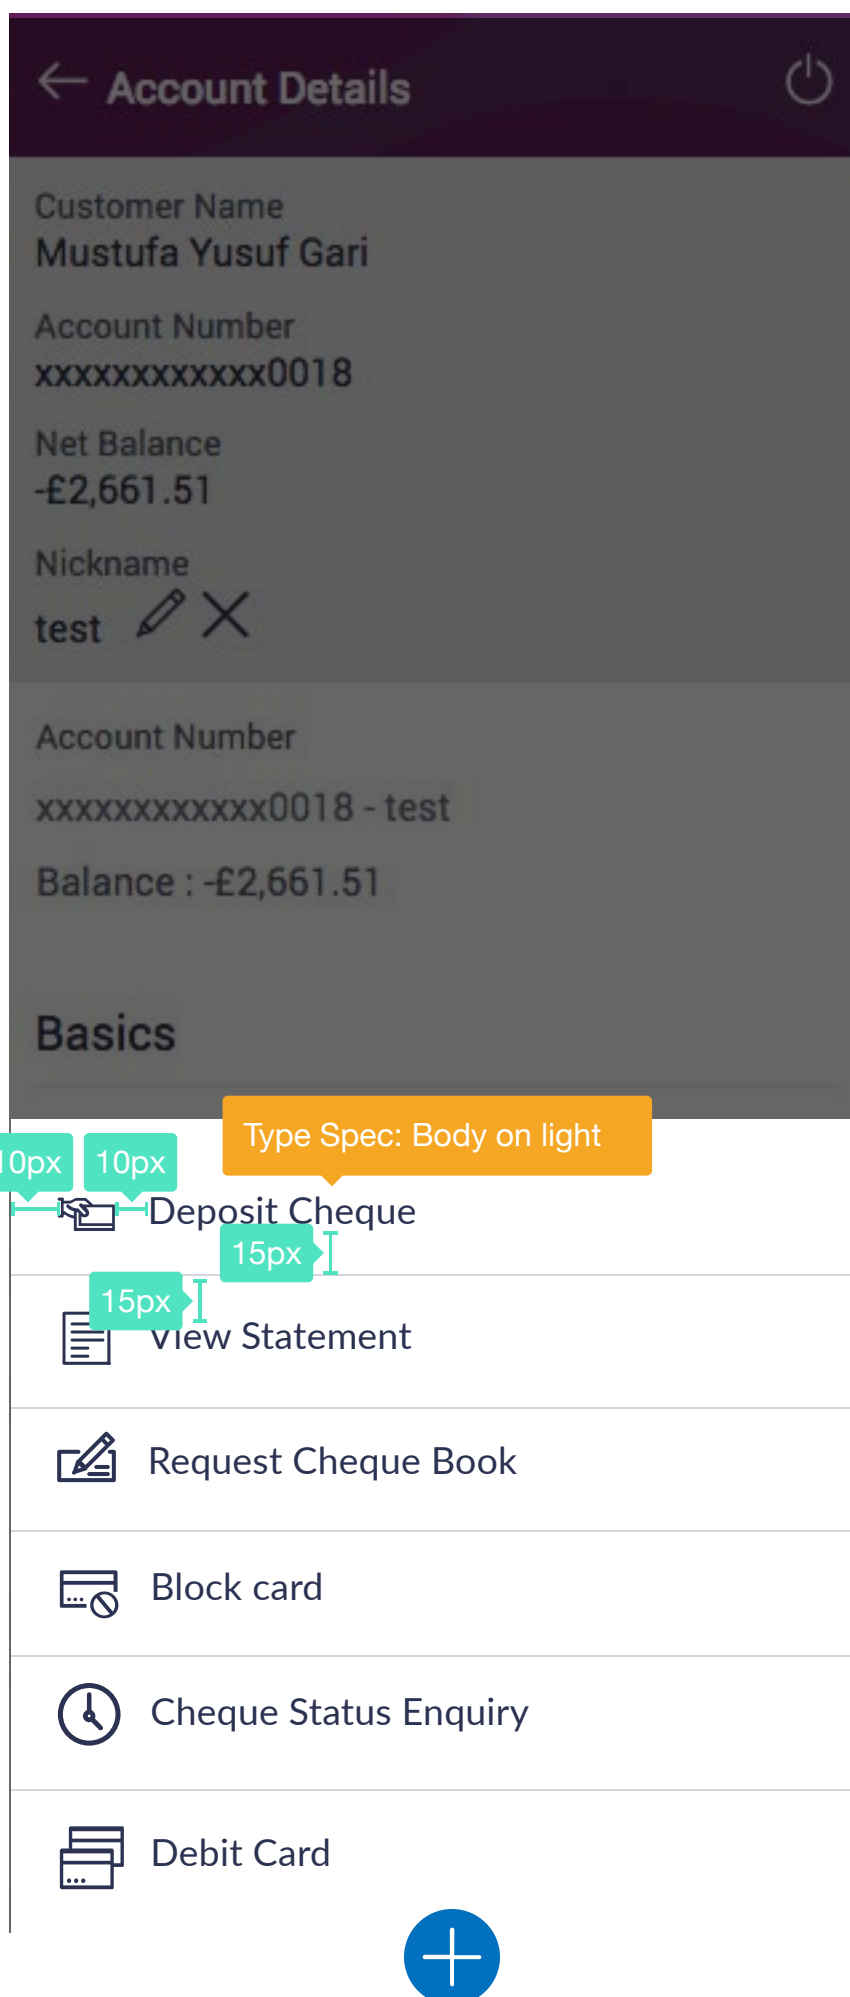 Account Details
Customer Name
Mustufa Yusuf Gari
Account Number
xxxxxxxxxxxx0018
Net Balance
-£2,661.51
Nickname
test
Account Number
xxxxxxxxxxxx0018 - test
Balance : -£2,661.51
Basics
Type Spec: Body on light
10px
10px
Deposit Cheque
15px
15px
View Statement
Request Cheque Book
Block card
Cheque Status Enquiry
Debit Card